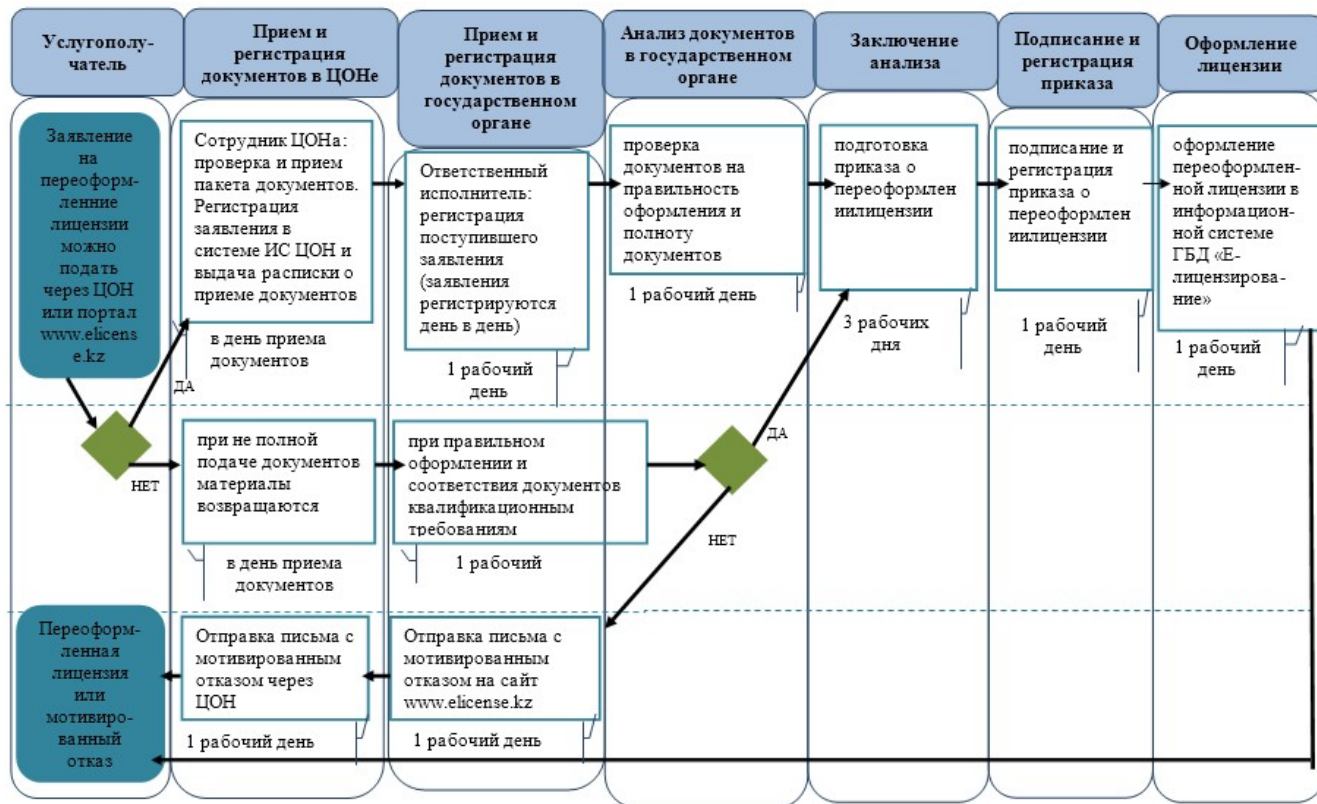 Услугополу-
чатель
Прием и
регистрация
документов в ЦОНе
Прием и
регистрация
документов в
государственном
органе
Анализ документов
в государственном
органе
Заключение
анализа
Подписание и
регистрация
приказа
Оформление
лицензии
Заявление
на
переоформ-
ленние
лицензии
можно
подать
через ЦОН
или портал
www.elicens
e.kz
Сотрудник ЦОНа:
проверка и прием
пакета документов.
Регистрация
заявления в
системе ИС ЦОН и
выдача расписки о
приеме документов
в день приема
документов
Ответственный
исполнитель:
регистрация
поступившего
заявления
(заявления
регистрируются
день в день)
1 рабочий
день
проверка
документов на
правильность
оформления и
полноту
документов
1 рабочий день
подготовка
приказа о
переоформлен
иилицензии
3 рабочих
дня
подписание и
регистрация
приказа о
переоформлен
иилицензии
1 рабочий
день
оформление
переоформлен-
ной лицензии в
информацион-
ной системе
ГБД «Е-
лицензирова-
ние»
1 рабочий
день
ДА
НЕТ
при не полной
подаче документов
материалы
возвращаются
в день приема
документов
при правильном
оформлении и
соответствия документов
квалификационным
требованиям
1 рабочий
ДА
НЕТ
Переоформ-
ленная
лицензия
или
мотивиро-
ванный
отказ
Отправка письма с
мотивированным
отказом через
ЦОН
1 рабочий день
Отправка письма с
мотивированным
отказом на сайт
www.elicense.kz
1 рабочий день